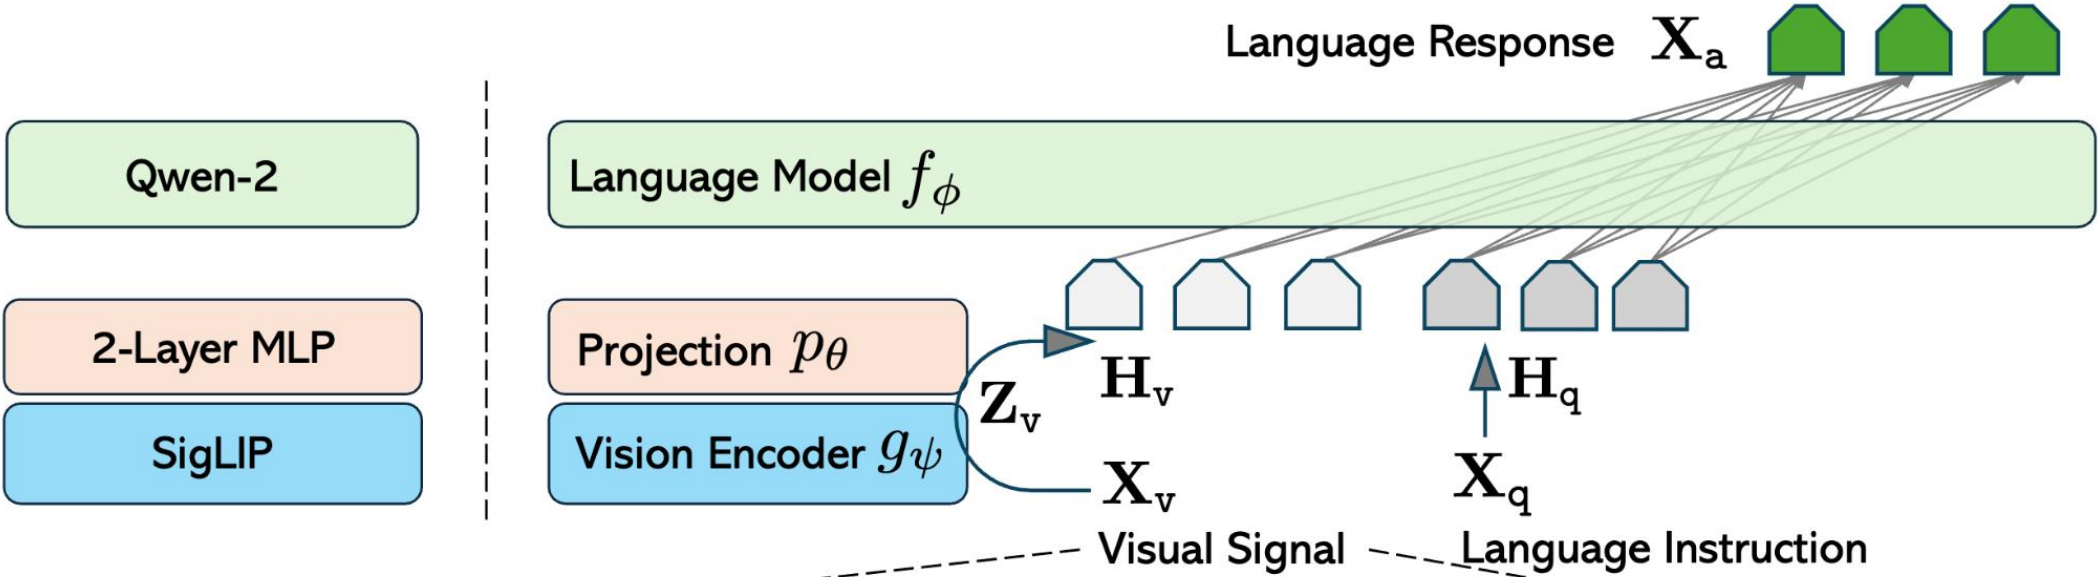 Language Response X_a
Qwen-2
Language Model f_ϕ
2-Layer MLP
Projection p_θ
Z_v
H_v
H_q
SigLIP
Vision Encoder g_ψ
X_v
X_q
Visual Signal
Language Instruction